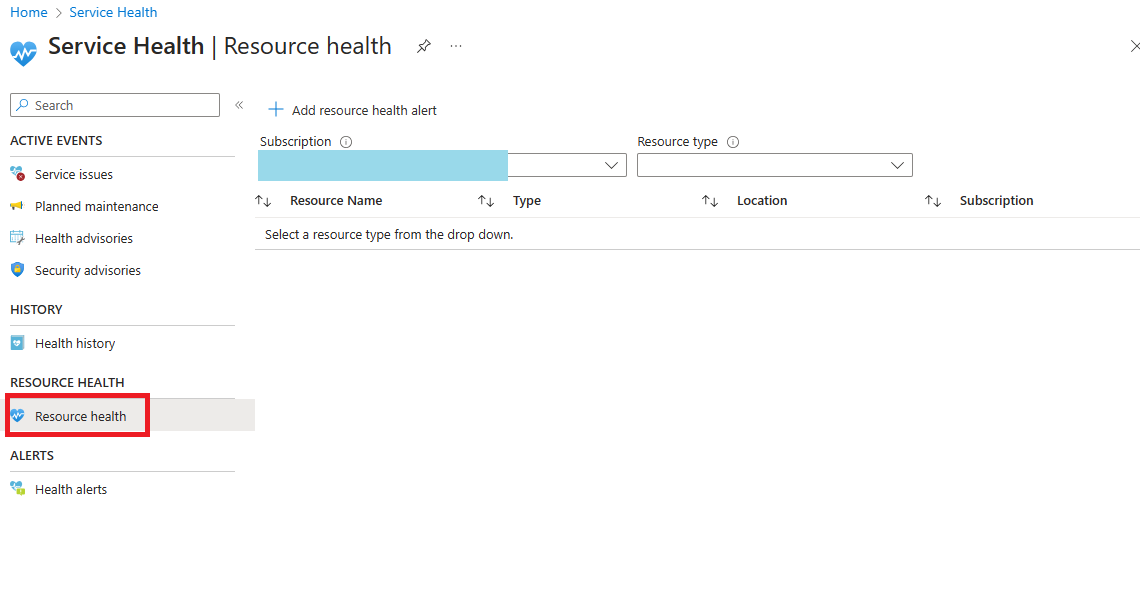 Home > Service Health
Service Health | Resource health ...
Search «
+ Add resource health alert
ACTIVE EVENTS
Service issues
Planned maintenance
Health advisories
Security advisories
HISTORY
Health history
RESOURCE HEALTH
Resource health
ALERTS
Health alerts
Subscription
Resource type
Resource Name Type Location Subscription
Select a resource type from the drop down.